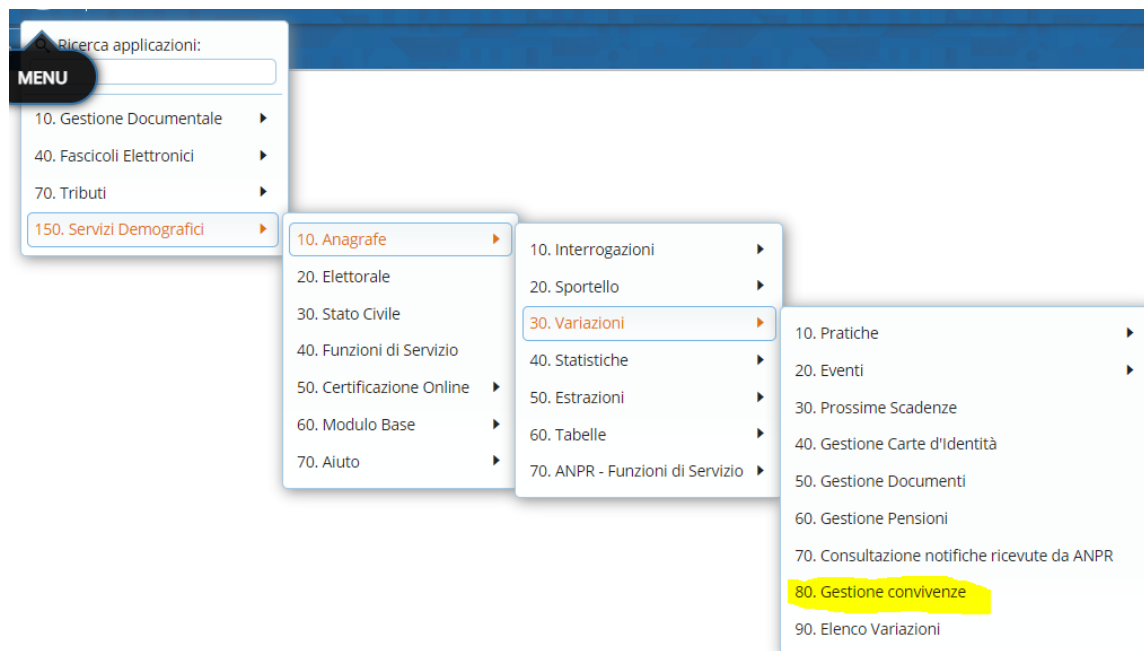 Ricerca applicazioni:
MENU
10. Gestione Documentale
40. Fascicoli Elettronici
70. Tributi
150. Servizi Demografici
10. Anagrafe
20. Elettorale
30. Stato Civile
40. Funzioni di Servizio
50. Certificazione Online
60. Modulo Base
70. Aiuto
10. Interrogazioni
20. Sportello
30. Variazioni
40. Statistiche
50. Estrazioni
60. Tabelle
70. ANPR - Funzioni di Servizio
10. Pratiche
20. Eventi
30. Prossime Scadenze
40. Gestione Carte d'Identità
50. Gestione Documenti
60. Gestione Pensioni
70. Consultazione notifiche ricevute da ANPR
80. Gestione convivenze
90. Elenco Variazioni